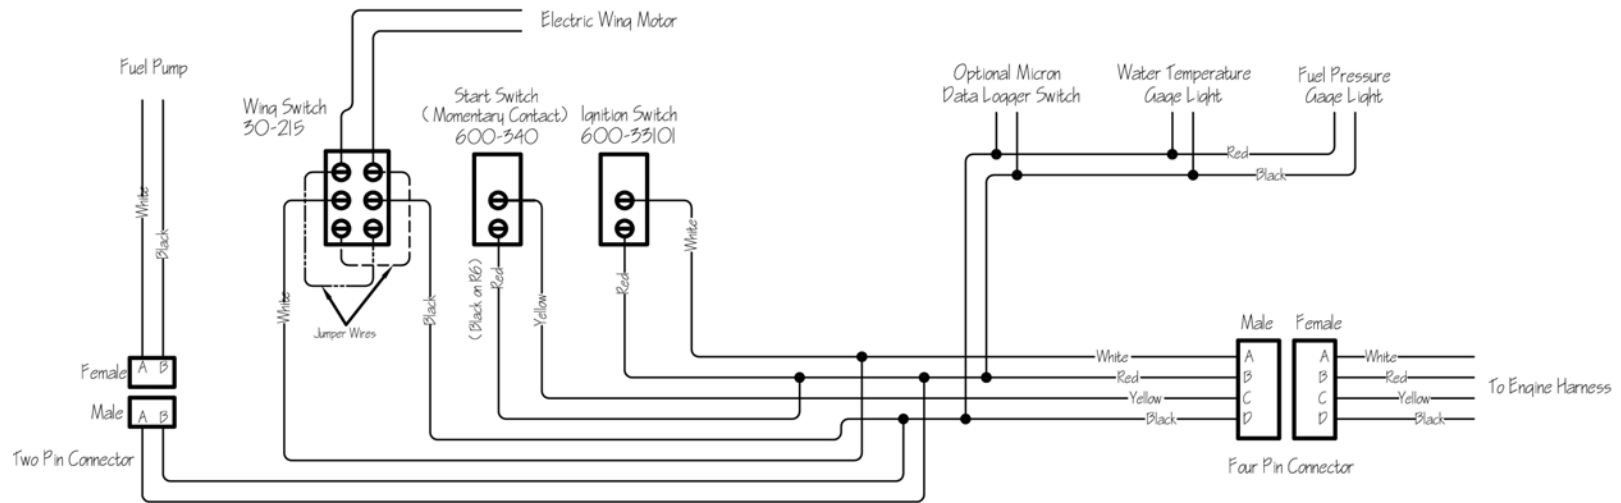 Electric Wing Motor
Fuel Pump
Wing Switch
30-215
Start Switch
( Momentary Contact)
600-340
Ignition Switch
600-33101
Optional Micron
Data Logger Switch
Water Temperature
Gage Light
Fuel Pressure
Gage Light
Red
Black
White
Black
White
Black
Jumper Wires
( Black on R6)
Red
Yellow
Red
White
Female
A B
Male
A B
Two Pin Connector
Male
Female
White
A
A
White
Red
B
B
Red
Yellow
C
C
Yellow
Black
D
D
Black
To Engine Harness
Four Pin Connector